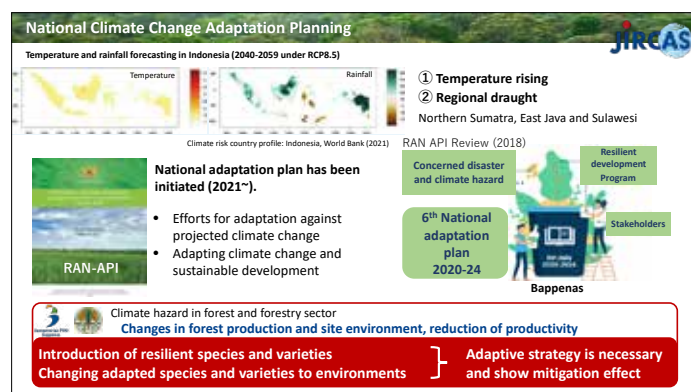 National Climate Change Adaptation Planning
JIRCAS
Temperature and rainfall forecasting in Indonesia (2040-2059 under RCP8.5)
Temperature
Rainfall
① Temperature rising
② Regional draught
Northern Sumatra, East Java and Sulawesi
Climate risk country profile: Indonesia, World Bank (2021)
RAN API Review (2018)
National adaptation plan has been
initiated (2021~).
• Efforts for adaptation against
projected climate change
• Adapting climate change and
sustainable development
RAN-API
Concerned disaster
and climate hazard
Resilient
development
Program
6th National
adaptation
plan
2020-24
Stakeholders
Bappenas
Climate hazard in forest and forestry sector
Changes in forest production and site environment, reduction of productivity
Introduction of resilient species and varieties
Changing adapted species and varieties to environments
Adaptive strategy is necessary
and show mitigation effect